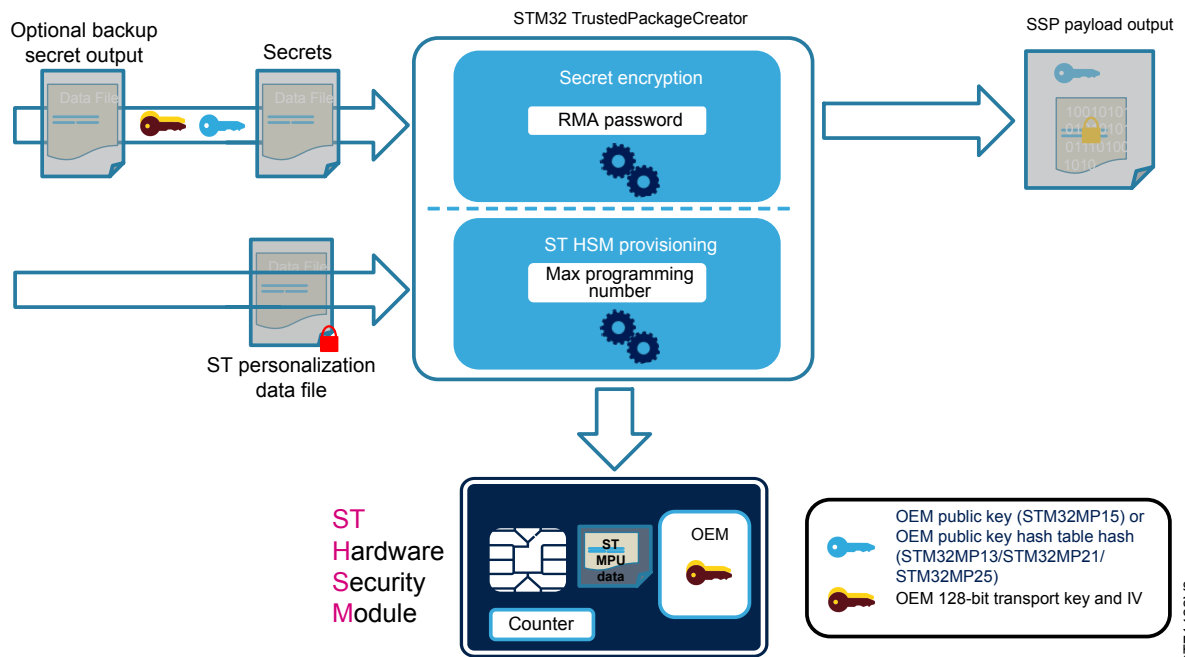 STM32 TrustedPackageCreator
SSP payload output
Optional backup
secret output
Secrets
Data File
Data File
Secret encryption
RMA password
10010101
01110100
1010
ST HSM provisioning
Max programming
number
Data File
ST personalization
data file
ST
Hardware
Security
Module
ST
MPU
data
OEM
Counter
OEM public key (STM32MP15) or
OEM public key hash table hash
(STM32MP13/STM32MP21/
STM32MP25)
OEM 128-bit transport key and IV